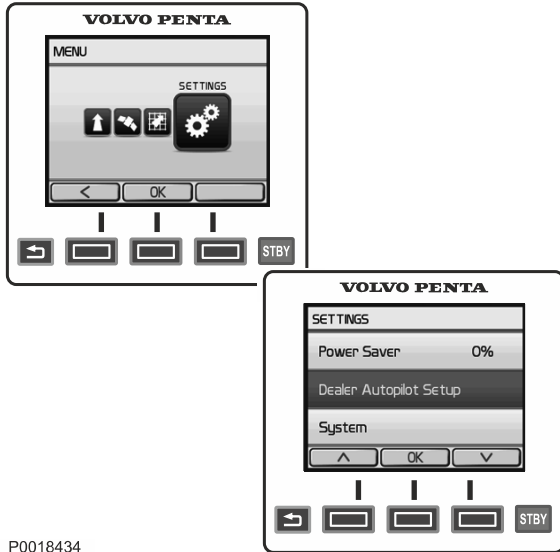 VOLVO PENTA
MENU
SETTINGS
< OK
STBY
VOLVO PENTA
SETTINGS
Power Saver 0%
Dealer Autopilot Setup
System
OK
STBY
P0018434